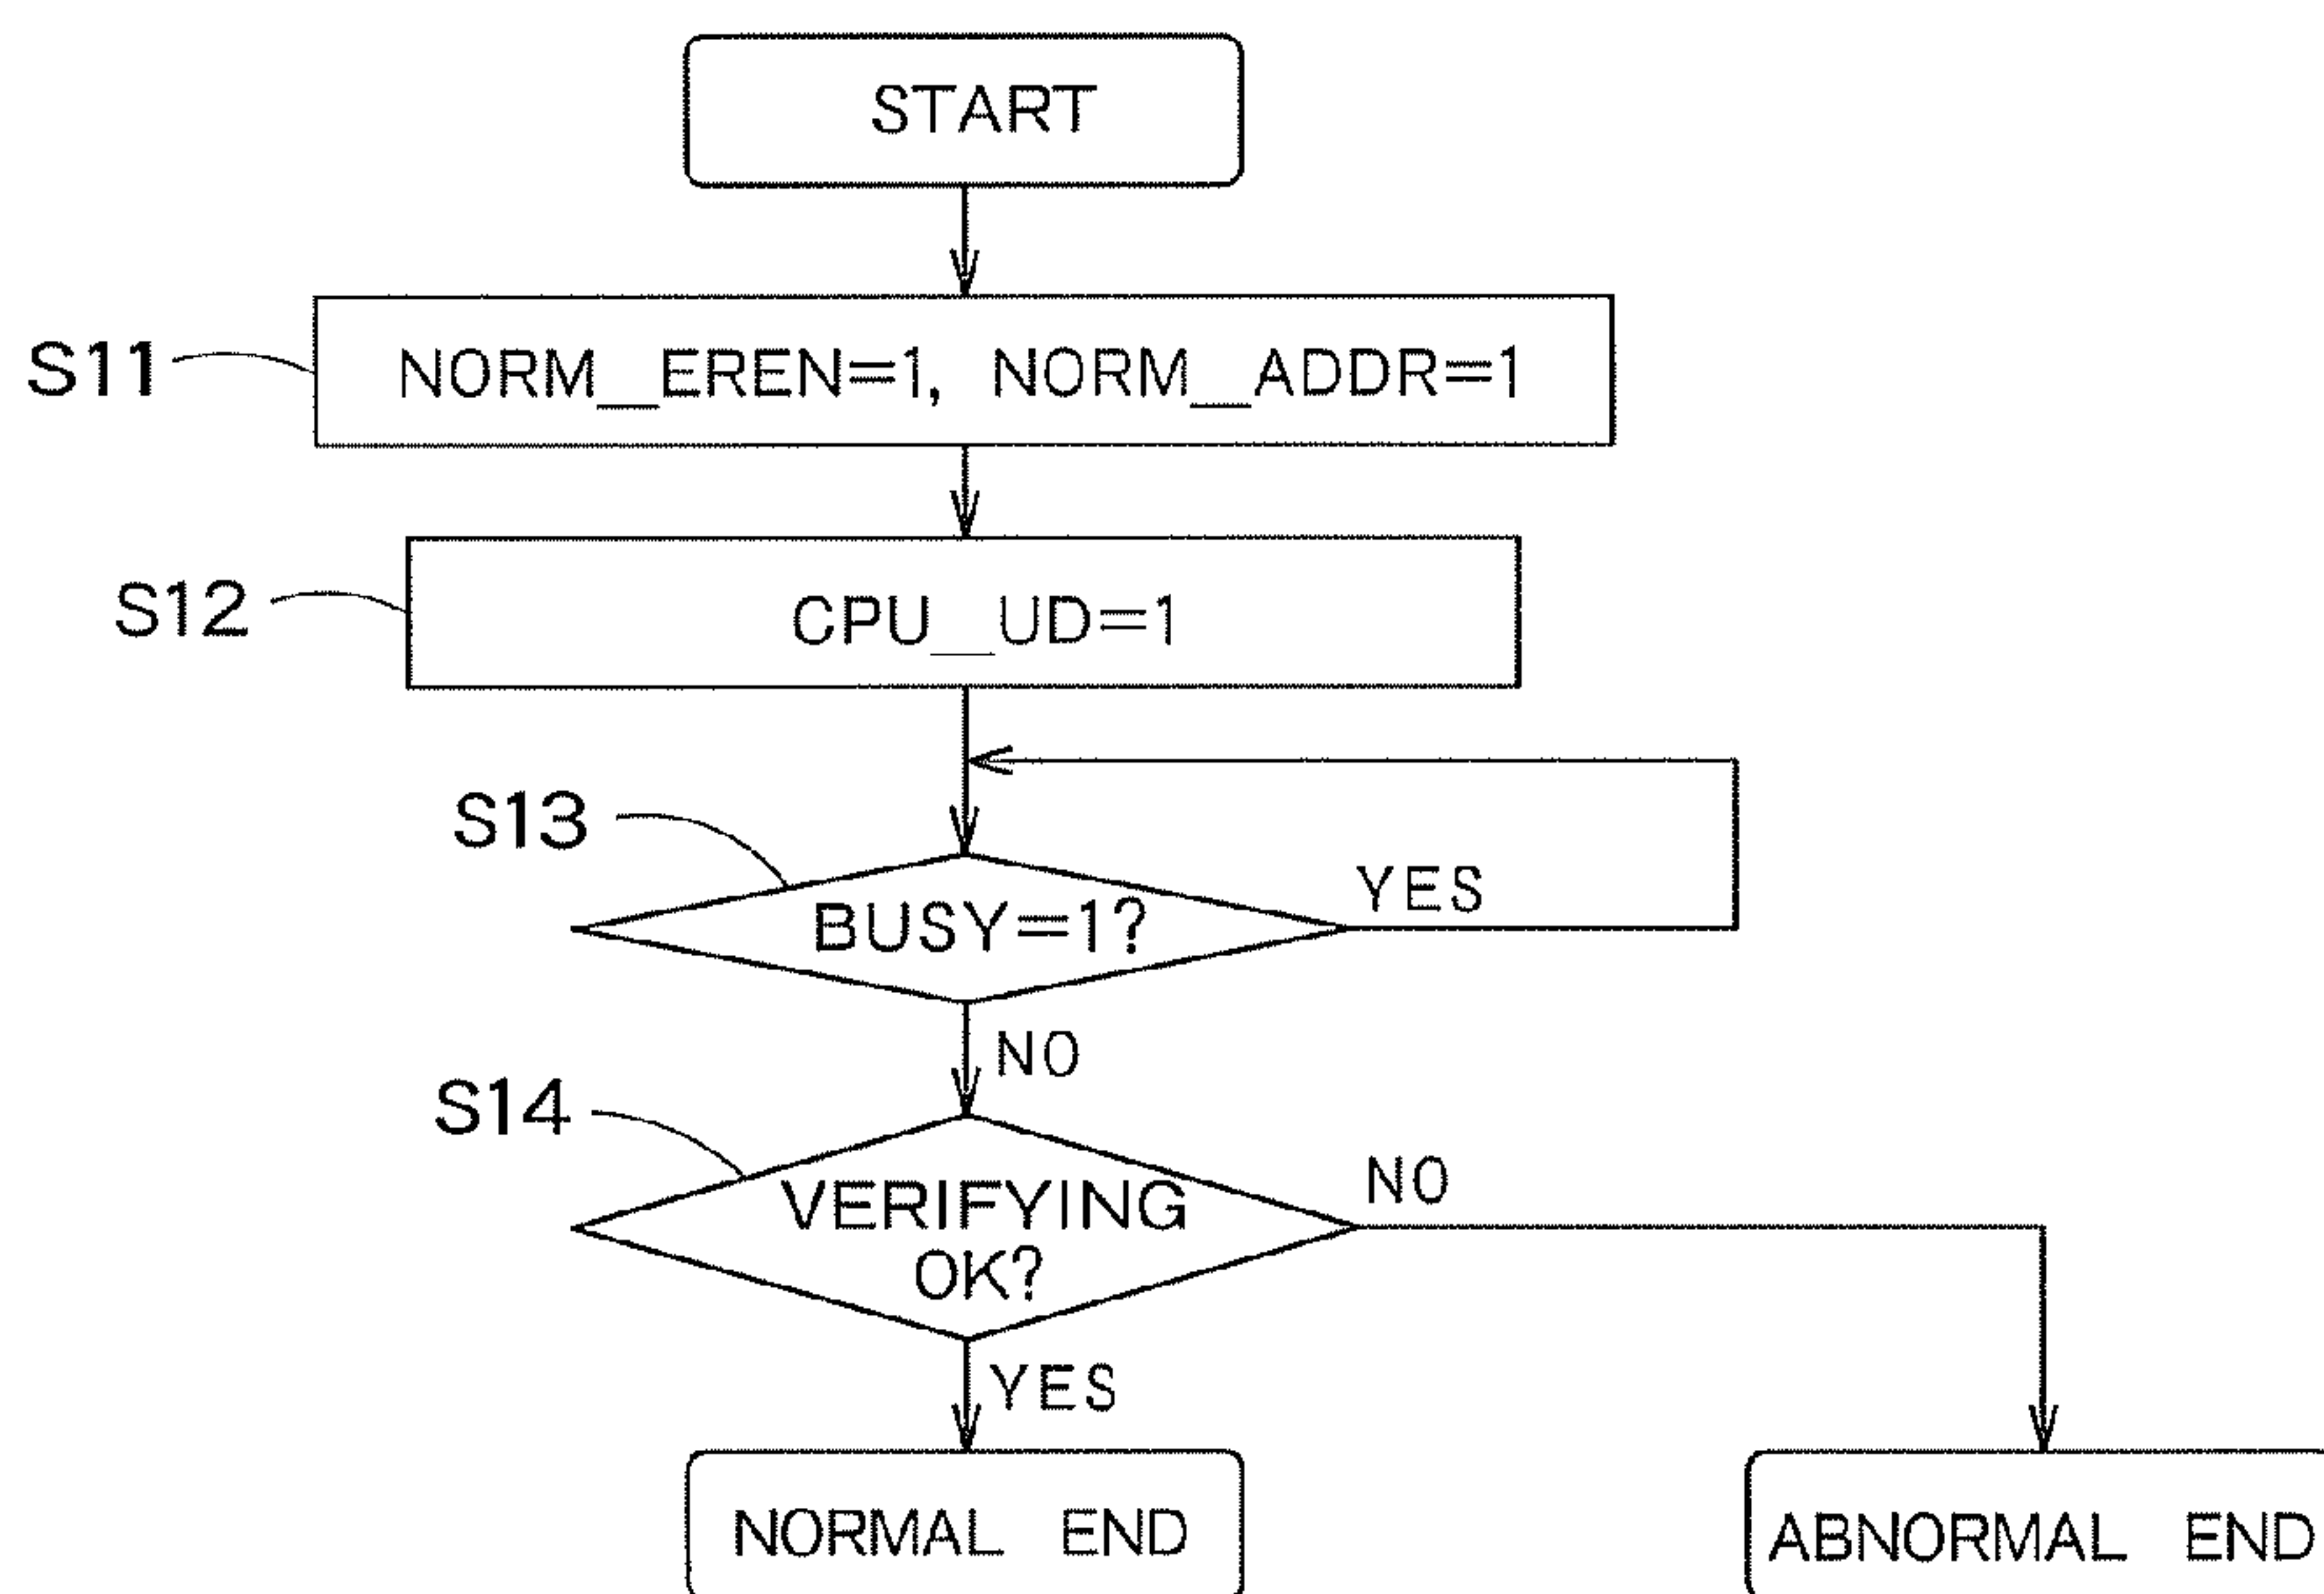 START
S11
NORM_EREN=1, NORM_ADDR=1
S12
CPU_UD=1
S13
BUSY=1?
YES
NO
S14
VERIFYING
OK?
NO
YES
NORMAL END
ABNORMAL END